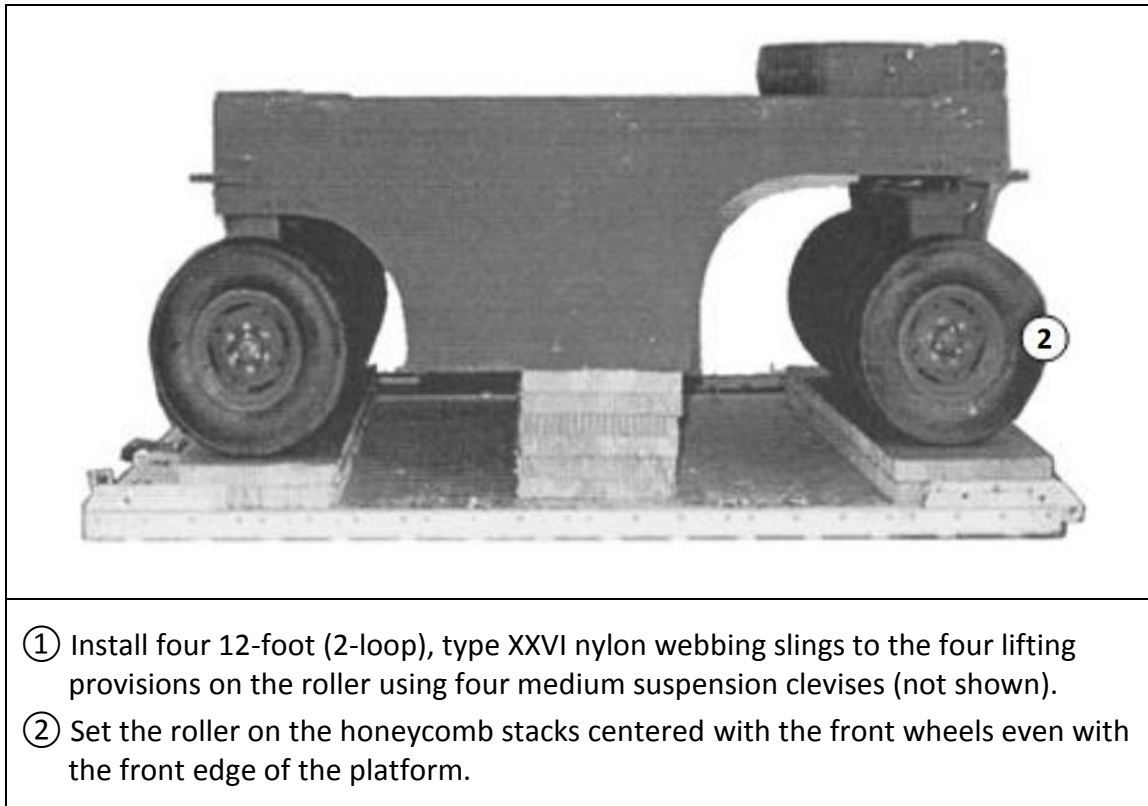 2
① Install four 12-foot (2-loop), type XXVI nylon webbing slings to the four lifting
provisions on the roller using four medium suspension clevises (not shown).
② Set the roller on the honeycomb stacks centered with the front wheels even with
the front edge of the platform.